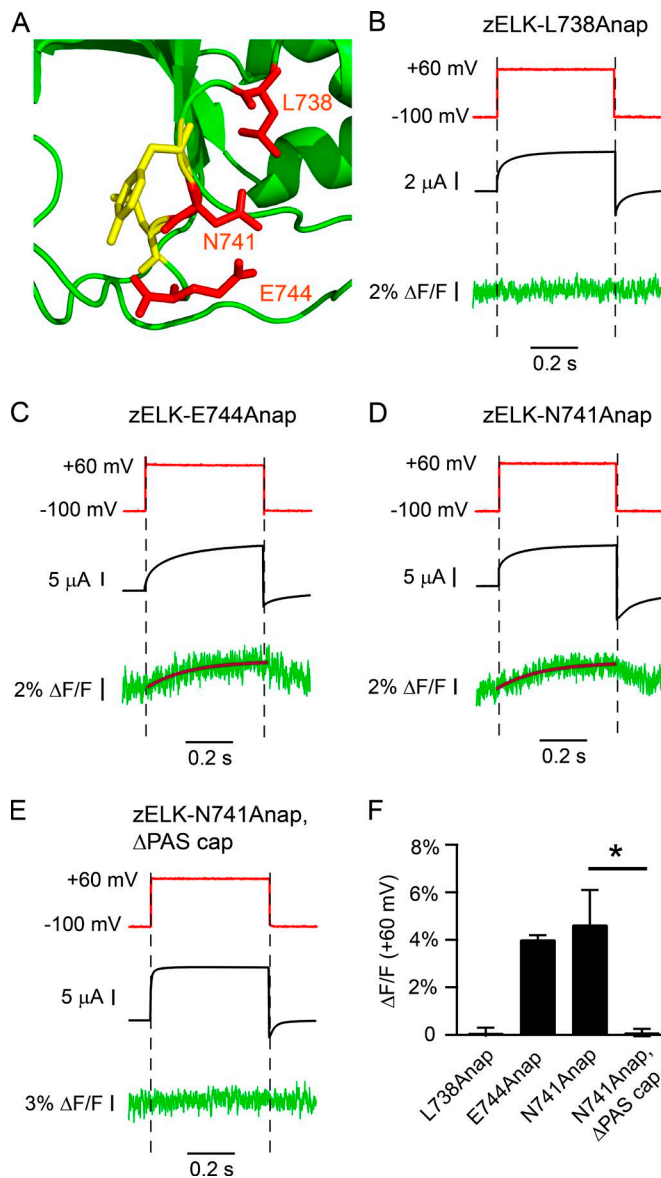 A
L738
N741
E744
B
zELK-L738Anap
+60 mV
-100 mV
2 μA
2% ΔF/F
0.2 s
C
zELK-E744Anap
+60 mV
-100 mV
5 μA
2% ΔF/F
0.2 s
D
zELK-N741Anap
+60 mV
-100 mV
5 μA
2% ΔF/F
0.2 s
E
zELK-N741Anap,
ΔPAS cap
+60 mV
-100 mV
5 μA
3% ΔF/F
0.2 s
F
ΔF/F (+60 mV)
8%
6%
4%
2%
0
*
L738Anap
E744Anap
N741Anap
N741Anap,
ΔPAS cap